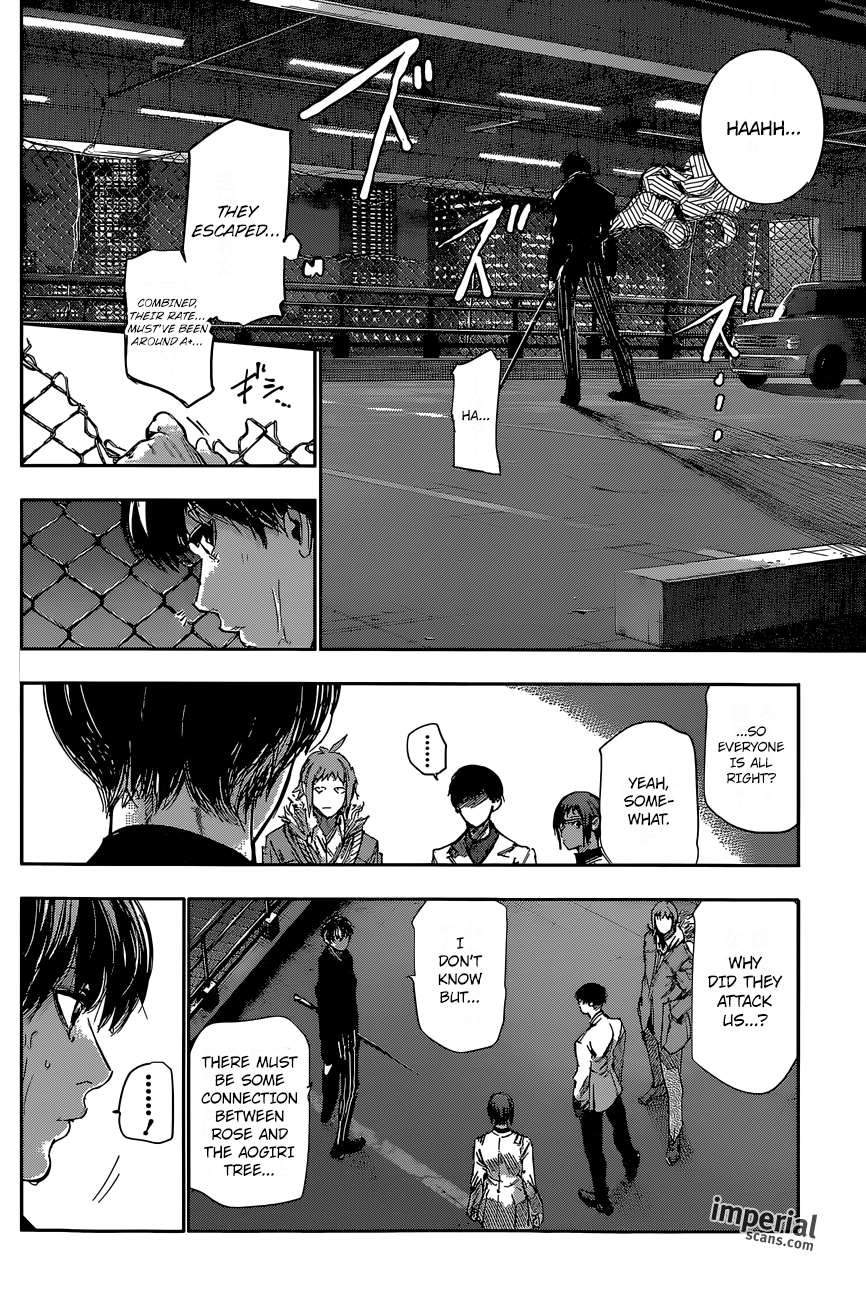 HAAHH...
ズ
ズ
ズ
HA...
THEY
ESCAPED...
COMBINED,
THEIR RATE...
MUST'VE BEEN
AROUND A+...
ギシ...
...SO
EVERYONE
IS ALL
RIGHT?
YEAH,
SOME-
WHAT.
......
WHY
DID THEY
ATTACK
US...?
I
DON'T
KNOW
BUT...
THERE MUST
BE SOME
CONNECTION
BETWEEN
ROSE AND
THE AOGIRI
TREE...
......!
imperial
scans.com